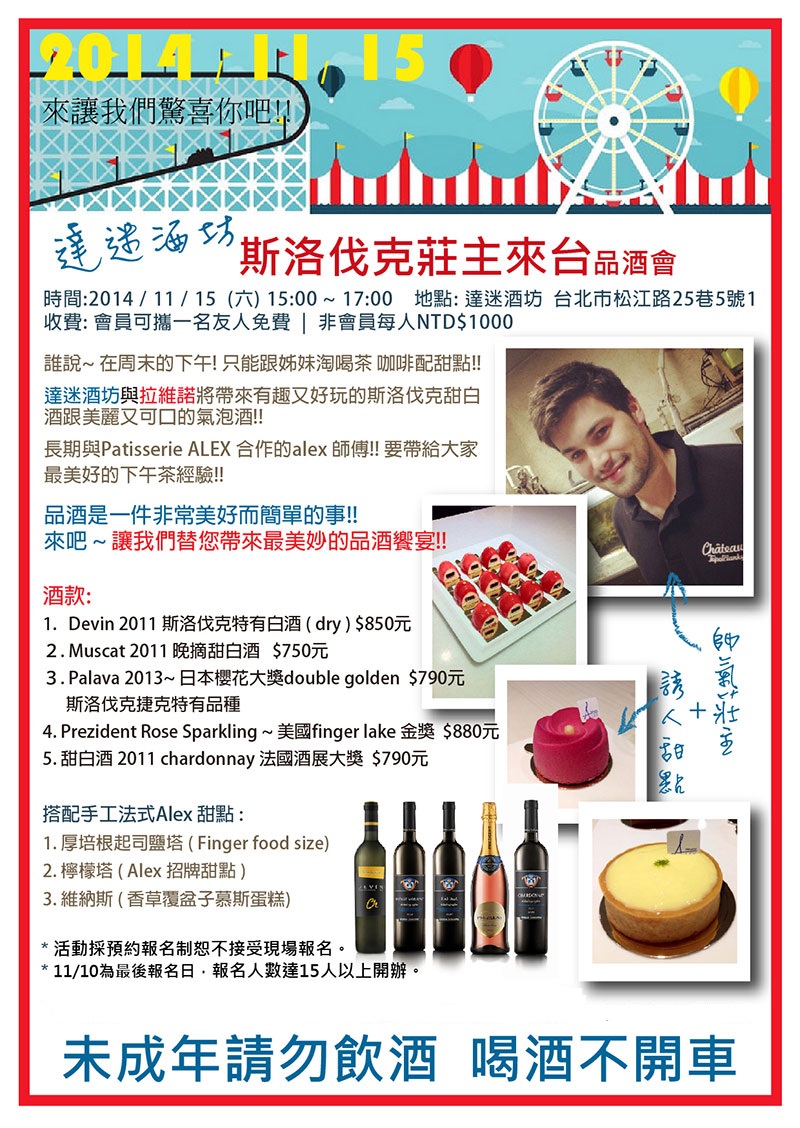 2014 / 11 / 15
來讓我們驚喜你吧!!
達迷酒坊
斯洛伐克莊主來台品酒會
時間:2014 / 11 / 15 (六) 15:00 ~ 17:00 地點: 達迷酒坊 台北市松江路25巷5號1
收費: 會員可攜一名友人免費 | 非會員每人NTD$1000
誰說~ 在周末的下午! 只能跟姊妹淘喝茶 咖啡配甜點!!
達迷酒坊與拉維諾將帶來有趣又好玩的斯洛伐克甜白
酒跟美麗又可口的氣泡酒!!
長期與Patisserie ALEX 合作的alex 師傅!! 要帶給大家
最美好的下午茶經驗!!
品酒是一件非常美好而簡單的事!!
來吧 ~ 讓我們替您帶來最美妙的品酒饗宴!!
Château
帥氣莊主
+
誘人甜點
酒款:
1. Devin 2011 斯洛伐克特有白酒 ( dry ) $850元
2. Muscat 2011 晚摘甜白酒 $750元
3. Palava 2013~ 日本櫻花大獎double golden $790元
斯洛伐克捷克特有品種
4. Prezident Rose Sparkling ~ 美國finger lake 金獎 $880元
5. 甜白酒 2011 chardonnay 法國酒展大獎 $790元
搭配手工法式Alex 甜點 :
1. 厚培根起司鹽塔 ( Finger food size)
2. 檸檬塔 ( Alex 招牌甜點 )
3. 維納斯 ( 香草覆盆子慕斯蛋糕)
Ch
CHARDONNAY
* 活動採預約報名制恕不接受現場報名。
* 11/10為最後報名日，報名人數達15人以上開辦。
未成年請勿飲酒 喝酒不開車